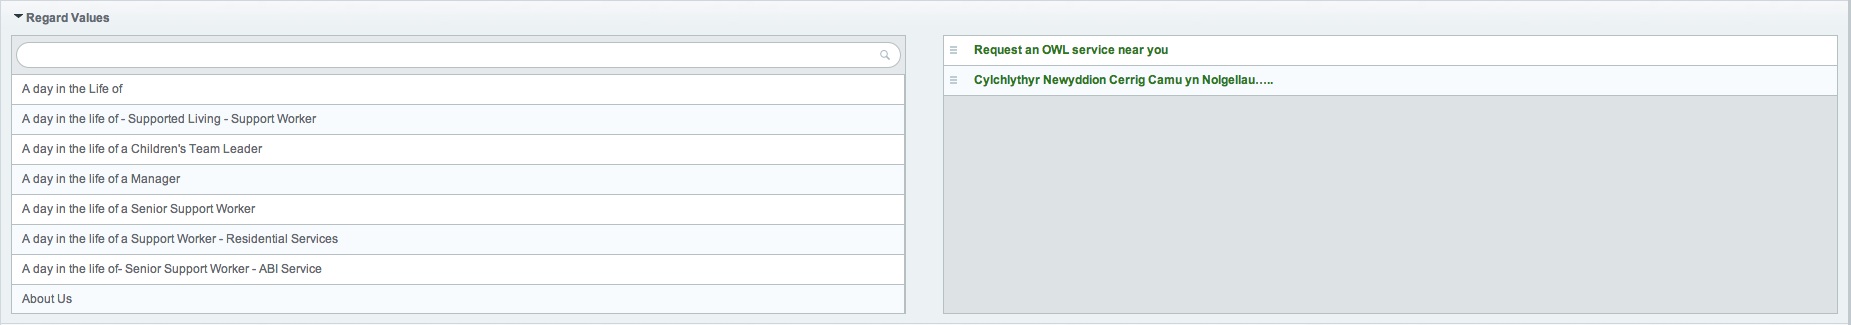 Regard Values
A day in the Life of
A day in the life of - Supported Living - Support Worker
A day in the life of a Children's Team Leader
A day in the life of a Manager
A day in the life of a Senior Support Worker
A day in the life of a Support Worker - Residential Services
A day in the life of- Senior Support Worker - ABI Service
About Us
Request an OWL service near you
Cylchlythyr Newyddion Cerrig Camu yn Nolgellau…..